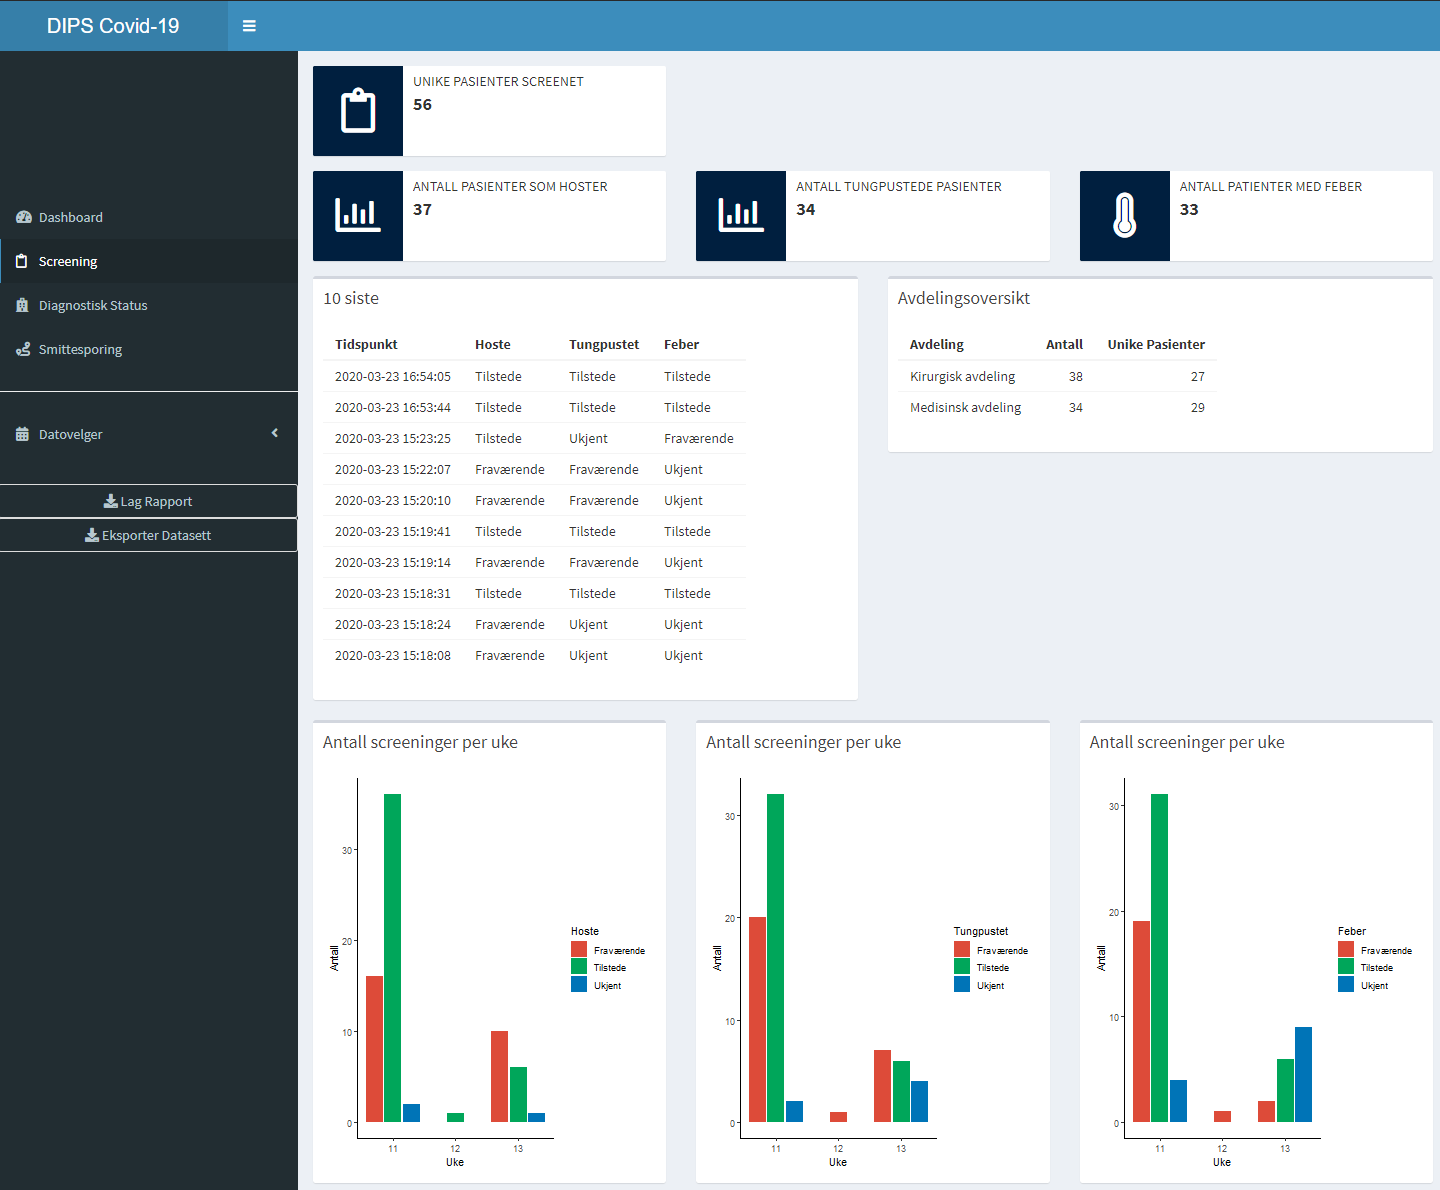 DIPS Covid-19
Dashboard
Screening
Diagnostisk Status
Smittesporing
Datovelger
Lag Rapport
Eksporter Datasett
UNIKE PASIENTER SCREENET
56
ANTALL PASIENTER SOM HOSTER
37
ANTALL TUNGPUSTEDE PASIENTER
34
ANTALL PATIENTER MED FEBER
33
10 siste
Tidspunkt Hoste Tungpustet Feber
2020-03-23 16:54:05 Tilstede Tilstede Tilstede
2020-03-23 16:53:44 Tilstede Tilstede Tilstede
2020-03-23 15:23:25 Tilstede Ukjent Fraværende
2020-03-23 15:22:07 Fraværende Fraværende Ukjent
2020-03-23 15:20:10 Fraværende Fraværende Ukjent
2020-03-23 15:19:41 Tilstede Tilstede Tilstede
2020-03-23 15:19:14 Fraværende Fraværende Ukjent
2020-03-23 15:18:31 Tilstede Tilstede Tilstede
2020-03-23 15:18:24 Fraværende Ukjent Ukjent
2020-03-23 15:18:08 Fraværende Ukjent Ukjent
Avdelingsoversikt
Avdeling Antall Unike Pasienter
Kirurgisk avdeling 38 27
Medisinsk avdeling 34 29
Antall screeninger per uke
Antall
30
20
10
0
11 12 13
Uke
Hoste
Fraværende
Tilstede
Ukjent
Antall screeninger per uke
Antall
30
20
10
0
11 12 13
Uke
Tungpustet
Fraværende
Tilstede
Ukjent
Antall screeninger per uke
Antall
30
20
10
0
11 12 13
Uke
Feber
Fraværende
Tilstede
Ukjent